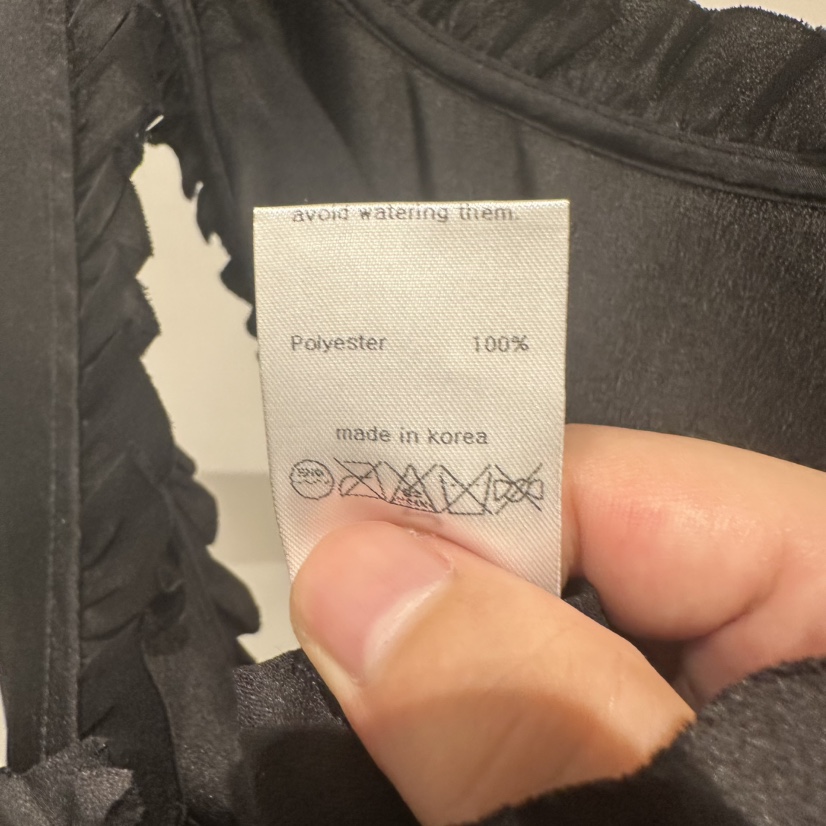 avoid watering them.
Polyester 100%
made in korea